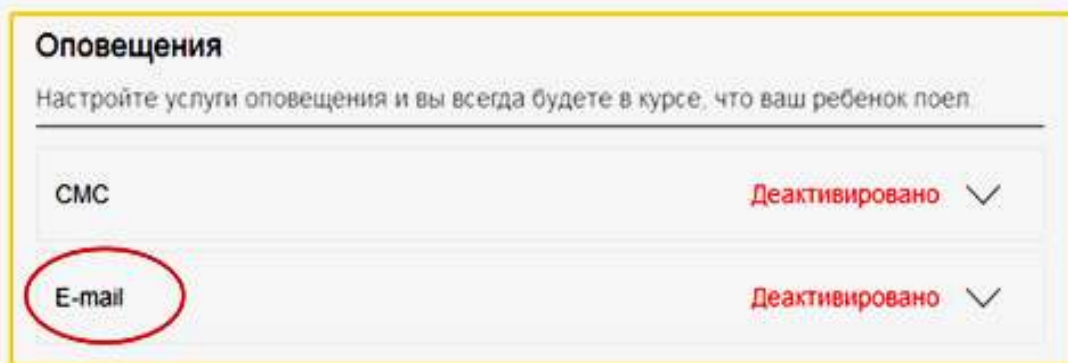 Оповещения
Настройте услуги оповещения и вы всегда будете в курсе, что ваш ребенок поел
СМС Деактивировано
E-mail Деактивировано